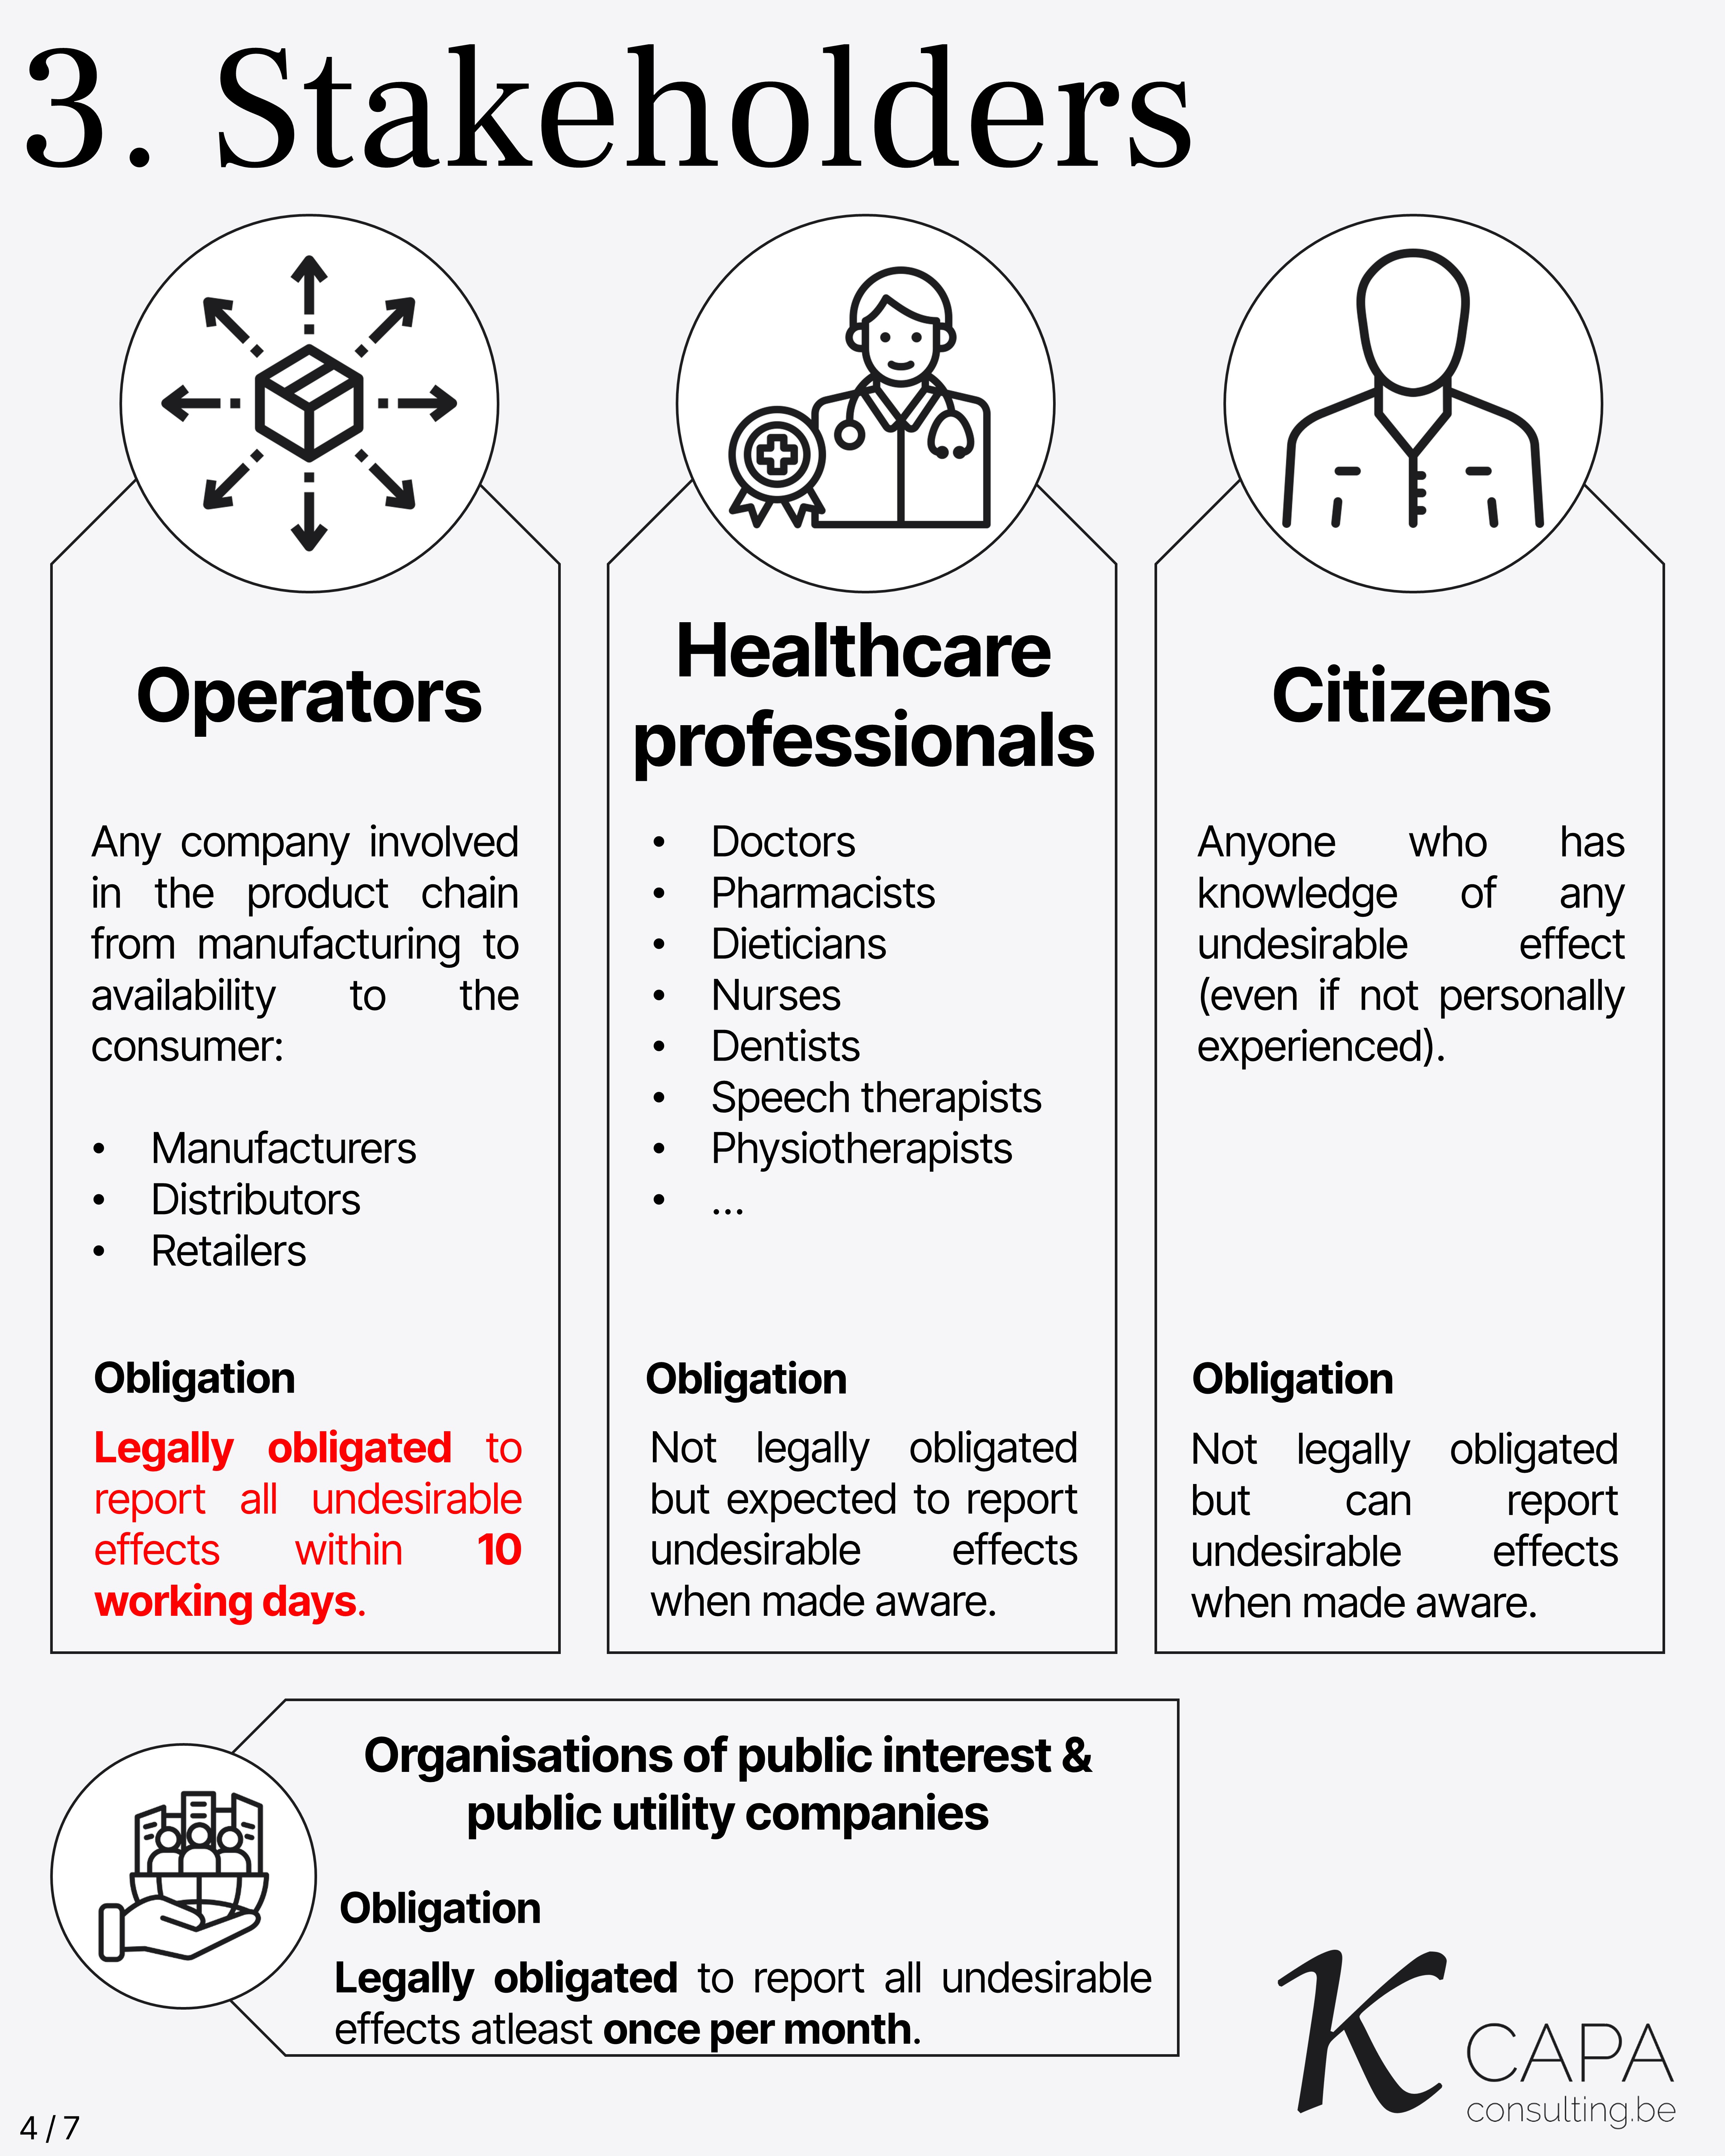 3. Stakeholders
Operators
Any company involved
in the product chain
from manufacturing to
availability to the
consumer:
• Manufacturers
• Distributors
• Retailers
Obligation
Legally obligated to
report all undesirable
effects within 10
working days.
Healthcare
professionals
• Doctors
• Pharmacists
• Dieticians
• Nurses
• Dentists
• Speech therapists
• Physiotherapists
• ...
Obligation
Not legally obligated
but expected to report
undesirable effects
when made aware.
Citizens
Anyone who has
knowledge of any
undesirable effect
(even if not personally
experienced).
Obligation
Not legally obligated
but can report
undesirable effects
when made aware.
Organisations of public interest &
public utility companies
Obligation
Legally obligated to report all undesirable
effects atleast once per month.
K CAPA
consulting.be
4 / 7